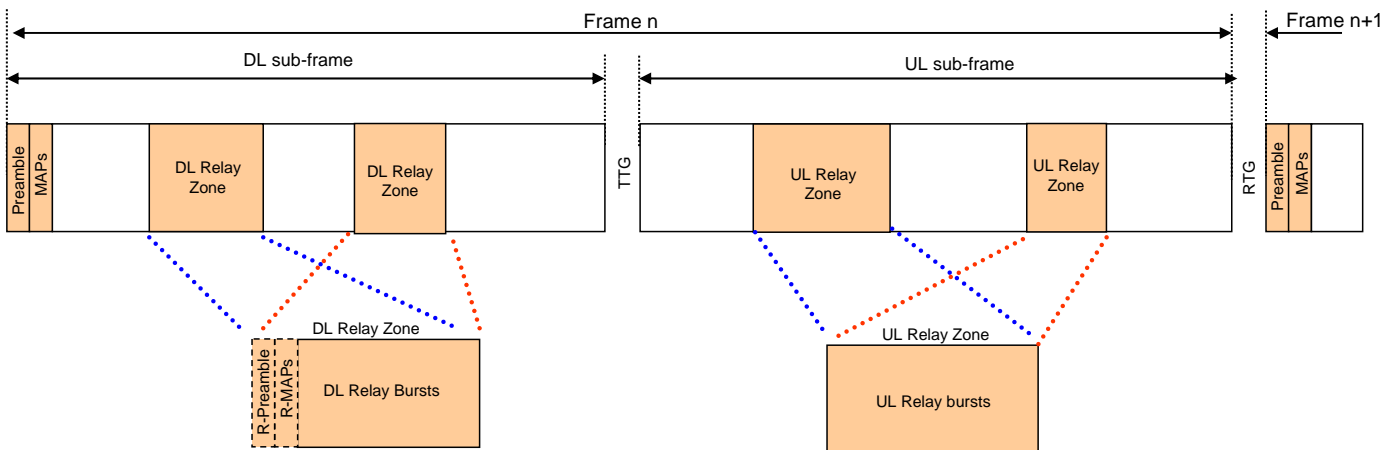 Frame n
Frame n+1
DL sub-frame
UL sub-frame
Preamble
MAPs
DL Relay
Zone
DL Relay
Zone
TTG
UL Relay
Zone
UL Relay
Zone
RTG
Preamble
MAPs
DL Relay Zone
R-Preamble
R-MAPs
DL Relay Bursts
UL Relay Zone
UL Relay bursts